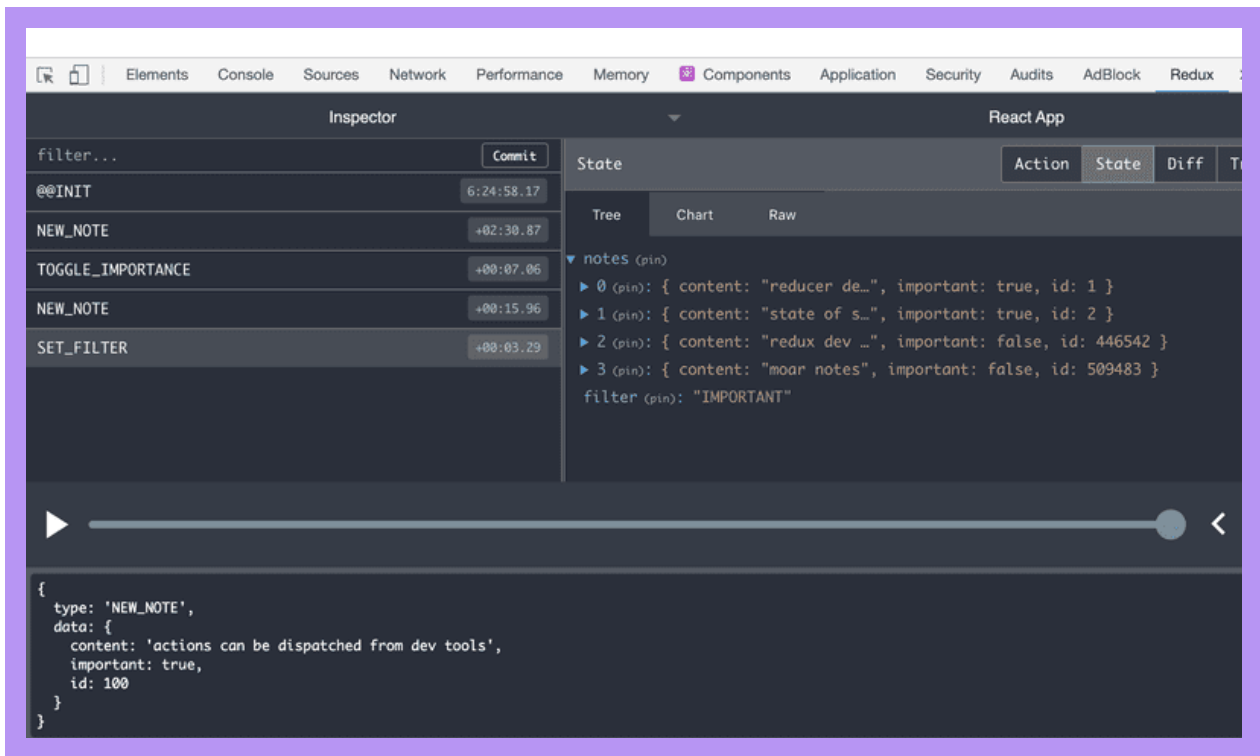 Elements Console Sources Network Performance Memory Components Application Security Audits AdBlock Redux
Inspector React App
filter... Commit
@@INIT 6:24:58.17
NEW_NOTE +02:30.87
TOGGLE_IMPORTANCE +00:07.06
NEW_NOTE +00:15.96
SET_FILTER +00:03.29
State Action State Diff
Tree Chart Raw
notes (pin)
0 (pin): { content: "reducer de…", important: true, id: 1 }
1 (pin): { content: "state of s…", important: true, id: 2 }
2 (pin): { content: "redux dev …", important: false, id: 446542 }
3 (pin): { content: "moar notes", important: false, id: 509483 }
filter (pin): "IMPORTANT"
{
type: 'NEW_NOTE',
data: {
content: 'actions can be dispatched from dev tools',
important: true,
id: 100
}
}